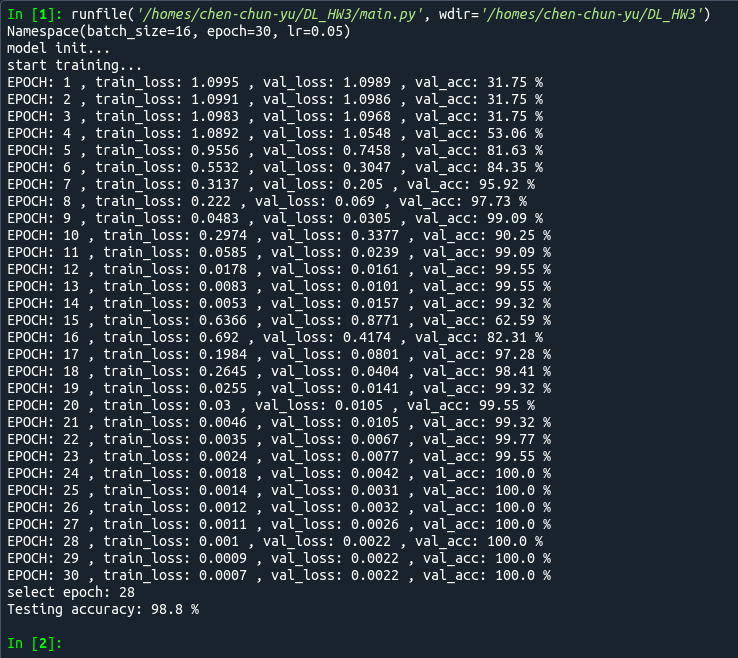 In [1]: runfile('/homes/chen-chun-yu/DL_HW3/main.py', wdir='/homes/chen-chun-yu/DL_HW3')
Namespace(batch_size=16, epoch=30, lr=0.05)
model init...
start training...
EPOCH: 1 , train_loss: 1.0995 , val_loss: 1.0989 , val_acc: 31.75 %
EPOCH: 2 , train_loss: 1.0991 , val_loss: 1.0986 , val_acc: 31.75 %
EPOCH: 3 , train_loss: 1.0983 , val_loss: 1.0968 , val_acc: 31.75 %
EPOCH: 4 , train_loss: 1.0892 , val_loss: 1.0548 , val_acc: 53.06 %
EPOCH: 5 , train_loss: 0.9556 , val_loss: 0.7458 , val_acc: 81.63 %
EPOCH: 6 , train_loss: 0.5532 , val_loss: 0.3047 , val_acc: 84.35 %
EPOCH: 7 , train_loss: 0.3137 , val_loss: 0.205 , val_acc: 95.92 %
EPOCH: 8 , train_loss: 0.222 , val_loss: 0.069 , val_acc: 97.73 %
EPOCH: 9 , train_loss: 0.0483 , val_loss: 0.0305 , val_acc: 99.09 %
EPOCH: 10 , train_loss: 0.2974 , val_loss: 0.3377 , val_acc: 90.25 %
EPOCH: 11 , train_loss: 0.0585 , val_loss: 0.0239 , val_acc: 99.09 %
EPOCH: 12 , train_loss: 0.0178 , val_loss: 0.0161 , val_acc: 99.55 %
EPOCH: 13 , train_loss: 0.0083 , val_loss: 0.0101 , val_acc: 99.55 %
EPOCH: 14 , train_loss: 0.0053 , val_loss: 0.0157 , val_acc: 99.32 %
EPOCH: 15 , train_loss: 0.6366 , val_loss: 0.8771 , val_acc: 62.59 %
EPOCH: 16 , train_loss: 0.692 , val_loss: 0.4174 , val_acc: 82.31 %
EPOCH: 17 , train_loss: 0.1984 , val_loss: 0.0801 , val_acc: 97.28 %
EPOCH: 18 , train_loss: 0.2645 , val_loss: 0.0404 , val_acc: 98.41 %
EPOCH: 19 , train_loss: 0.0255 , val_loss: 0.0141 , val_acc: 99.32 %
EPOCH: 20 , train_loss: 0.03 , val_loss: 0.0105 , val_acc: 99.55 %
EPOCH: 21 , train_loss: 0.0046 , val_loss: 0.0105 , val_acc: 99.32 %
EPOCH: 22 , train_loss: 0.0035 , val_loss: 0.0067 , val_acc: 99.77 %
EPOCH: 23 , train_loss: 0.0024 , val_loss: 0.0077 , val_acc: 99.55 %
EPOCH: 24 , train_loss: 0.0018 , val_loss: 0.0042 , val_acc: 100.0 %
EPOCH: 25 , train_loss: 0.0014 , val_loss: 0.0031 , val_acc: 100.0 %
EPOCH: 26 , train_loss: 0.0012 , val_loss: 0.0032 , val_acc: 100.0 %
EPOCH: 27 , train_loss: 0.0011 , val_loss: 0.0026 , val_acc: 100.0 %
EPOCH: 28 , train_loss: 0.001 , val_loss: 0.0022 , val_acc: 100.0 %
EPOCH: 29 , train_loss: 0.0009 , val_loss: 0.0022 , val_acc: 100.0 %
EPOCH: 30 , train_loss: 0.0007 , val_loss: 0.0022 , val_acc: 100.0 %
select epoch: 28
Testing accuracy: 98.8 %
In [2]: